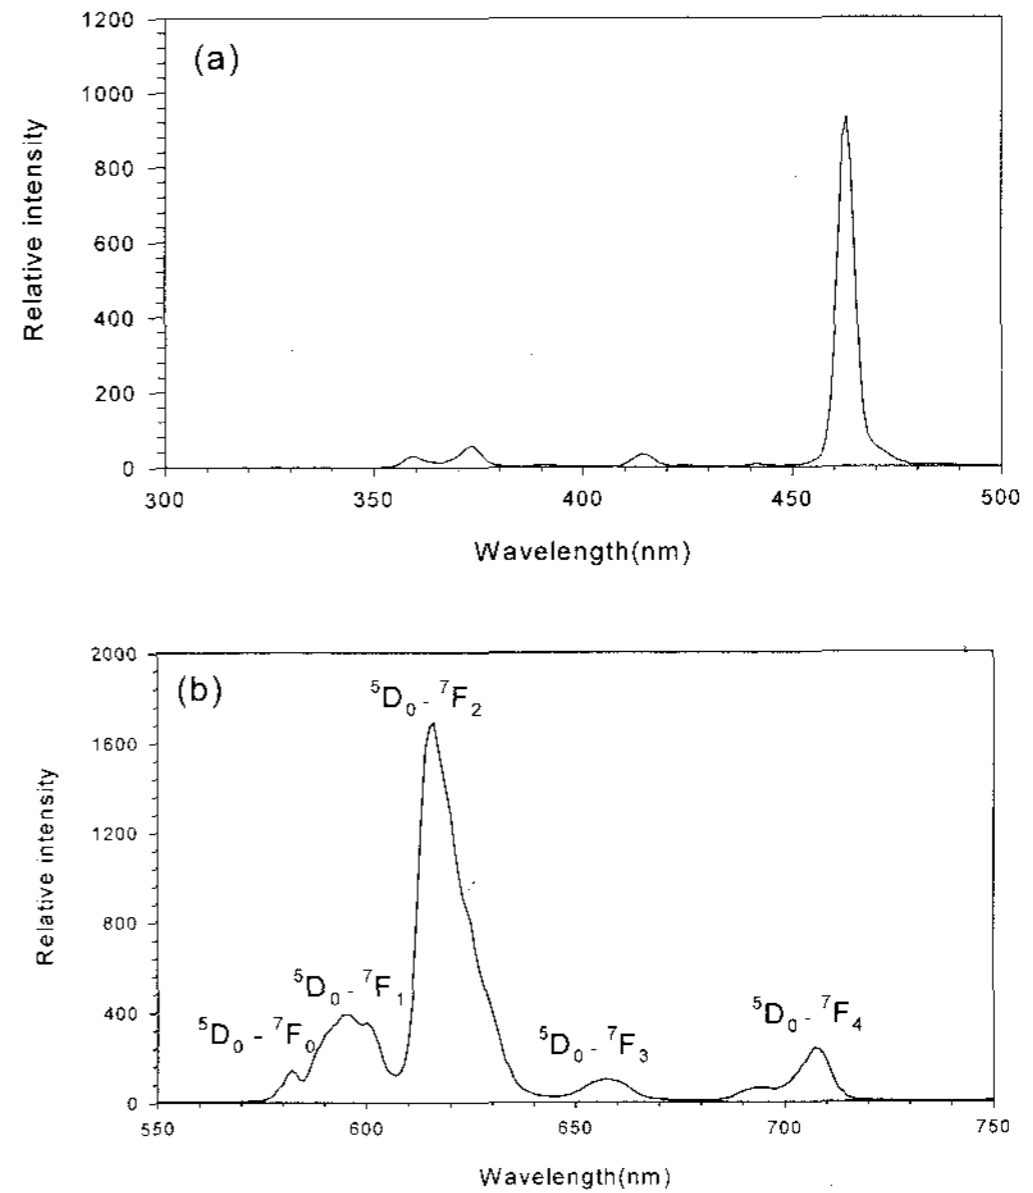 (a)
Relative intensity
1200
1000
800
600
400
200
0
300 350 400 450 500
Wavelength(nm)
(b)
Relative intensity
2000
1600
1200
800
400
0
⁵D₀ - ⁷F₂
⁵D₀ - ⁷F₁
⁵D₀ - ⁷F₀
⁵D₀ - ⁷F₃
⁵D₀ - ⁷F₄
550 600 650 700 750
Wavelength(nm)